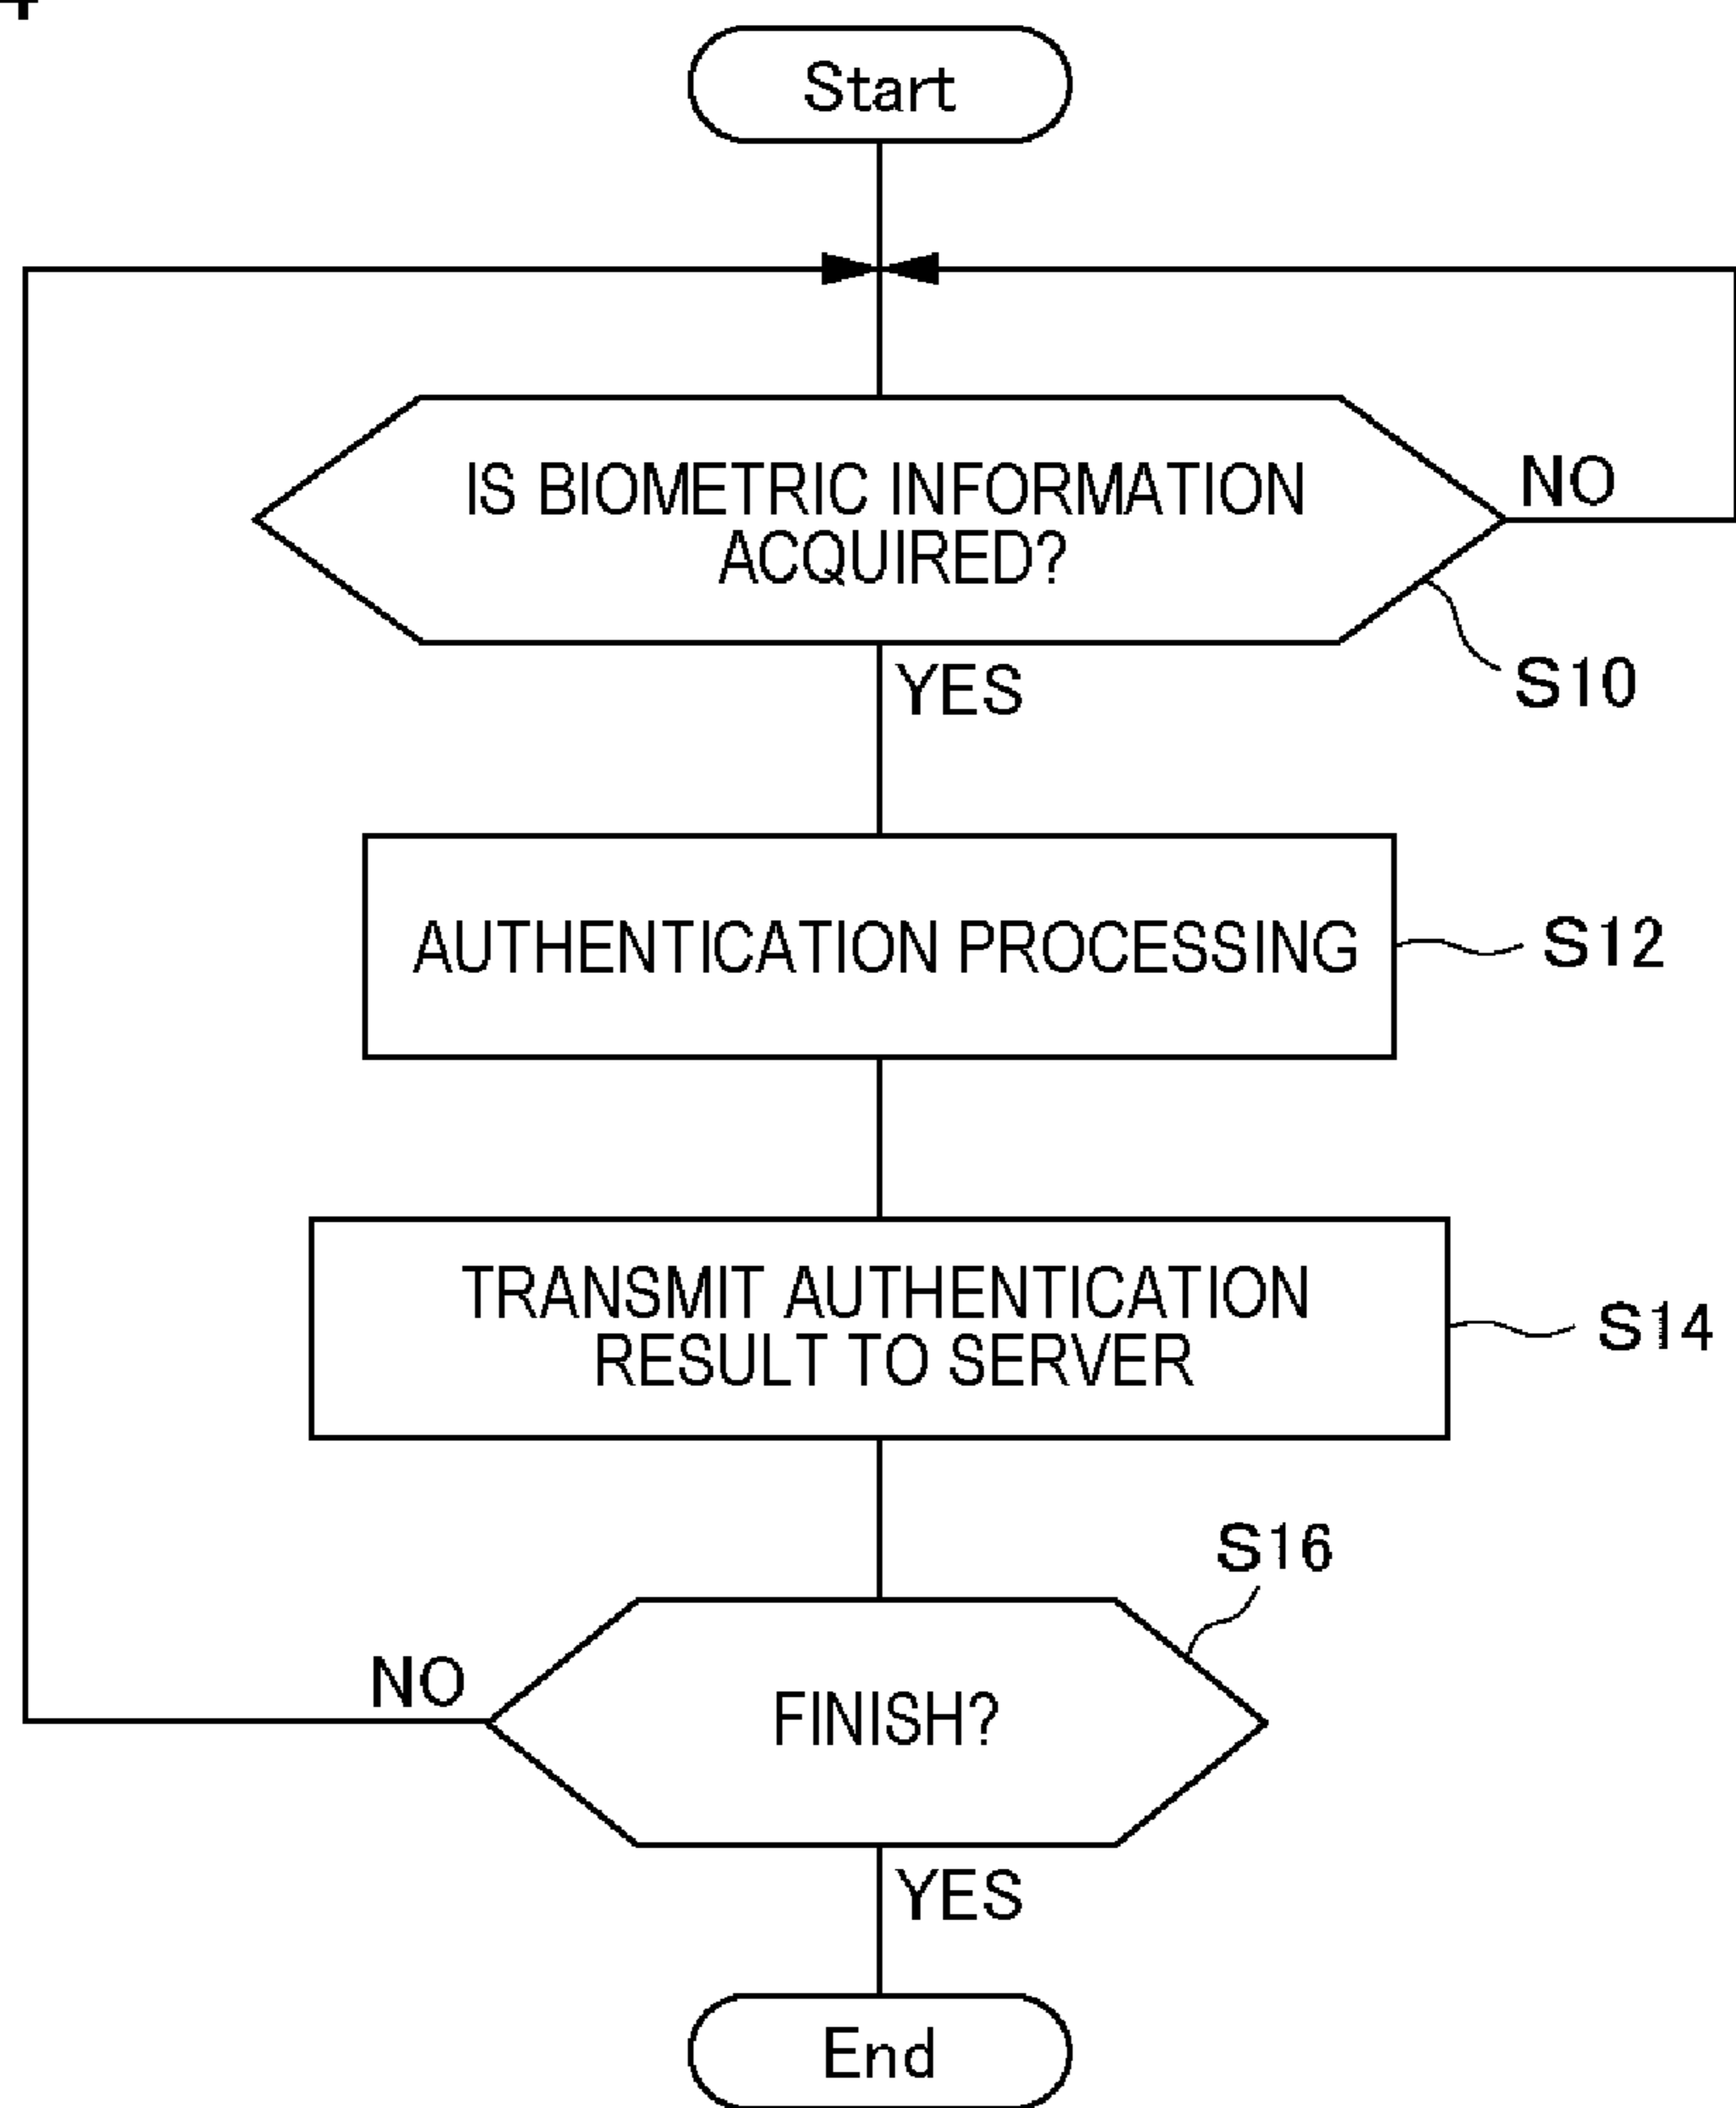 Start
IS BIOMETRIC INFORMATION
ACQUIRED?
NO
S10
YES
AUTHENTICATION PROCESSING
S12
TRANSMIT AUTHENTICATION
RESULT TO SERVER
S14
S16
NO
FINISH?
YES
End